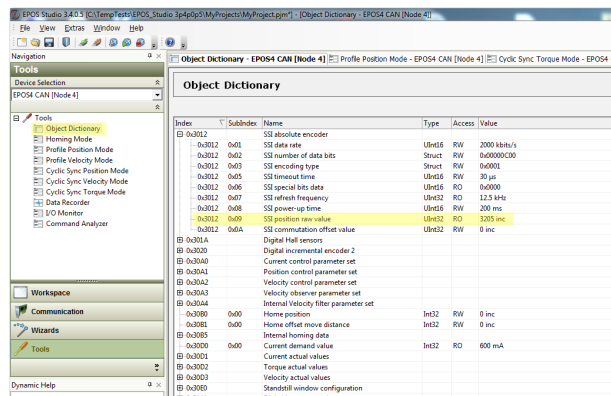 EPOS Studio 3.4.0.5 [C:\TempTests\EPOS_Studio 3p4p0p5\MyProjects\MyProject.pjm*] - [Object Dictionary - EPOS4 CAN [Node 4]]
File View Extras Window Help
Navigation
Tools
Device Selection
EPOS4 CAN [Node 4]
Tools
Object Dictionary
Homing Mode
Profile Position Mode
Profile Velocity Mode
Cyclic Sync Position Mode
Cyclic Sync Velocity Mode
Cyclic Sync Torque Mode
Data Recorder
I/O Monitor
Command Analyzer
Workspace
Communication
Wizards
Tools
Dynamic Help
Object Dictionary - EPOS4 CAN [Node 4] Profile Position Mode - EPOS4 CAN [Node 4] Cyclic Sync Torque Mode - EPOS4
Object Dictionary
Index SubIndex Name Type Access Value
0x3012 SSI absolute encoder
0x3012 0x01 SSI data rate UInt16 RW 2000 kbits/s
0x3012 0x02 SSI number of data bits Struct RW 0x00000C00
0x3012 0x03 SSI encoding type Struct RW 0x0001
0x3012 0x05 SSI timeout time UInt16 RW 30 µs
0x3012 0x06 SSI special bits data UInt16 RO 0x0000
0x3012 0x07 SSI refresh frequency UInt32 RO 12.5 kHz
0x3012 0x08 SSI power-up time UInt16 RW 200 ms
0x3012 0x09 SSI position raw value UInt32 RO 3205 inc
0x3012 0x0A SSI commutation offset value UInt32 RW 0 inc
0x301A Digital Hall sensors
0x3020 Digital incremental encoder 2
0x30A0 Current control parameter set
0x30A1 Position control parameter set
0x30A2 Velocity control parameter set
0x30A3 Velocity observer parameter set
0x30A4 Internal Velocity filter parameter set
0x30B0 0x00 Home position Int32 RW 0 inc
0x30B1 0x00 Home offset move distance Int32 RW 0 inc
0x30B5 Internal homing data
0x30D0 0x00 Current demand value Int32 RO 600 mA
0x30D1 Current actual values
0x30D2 Torque actual values
0x30D3 Velocity actual values
0x30E0 Standstill window configuration